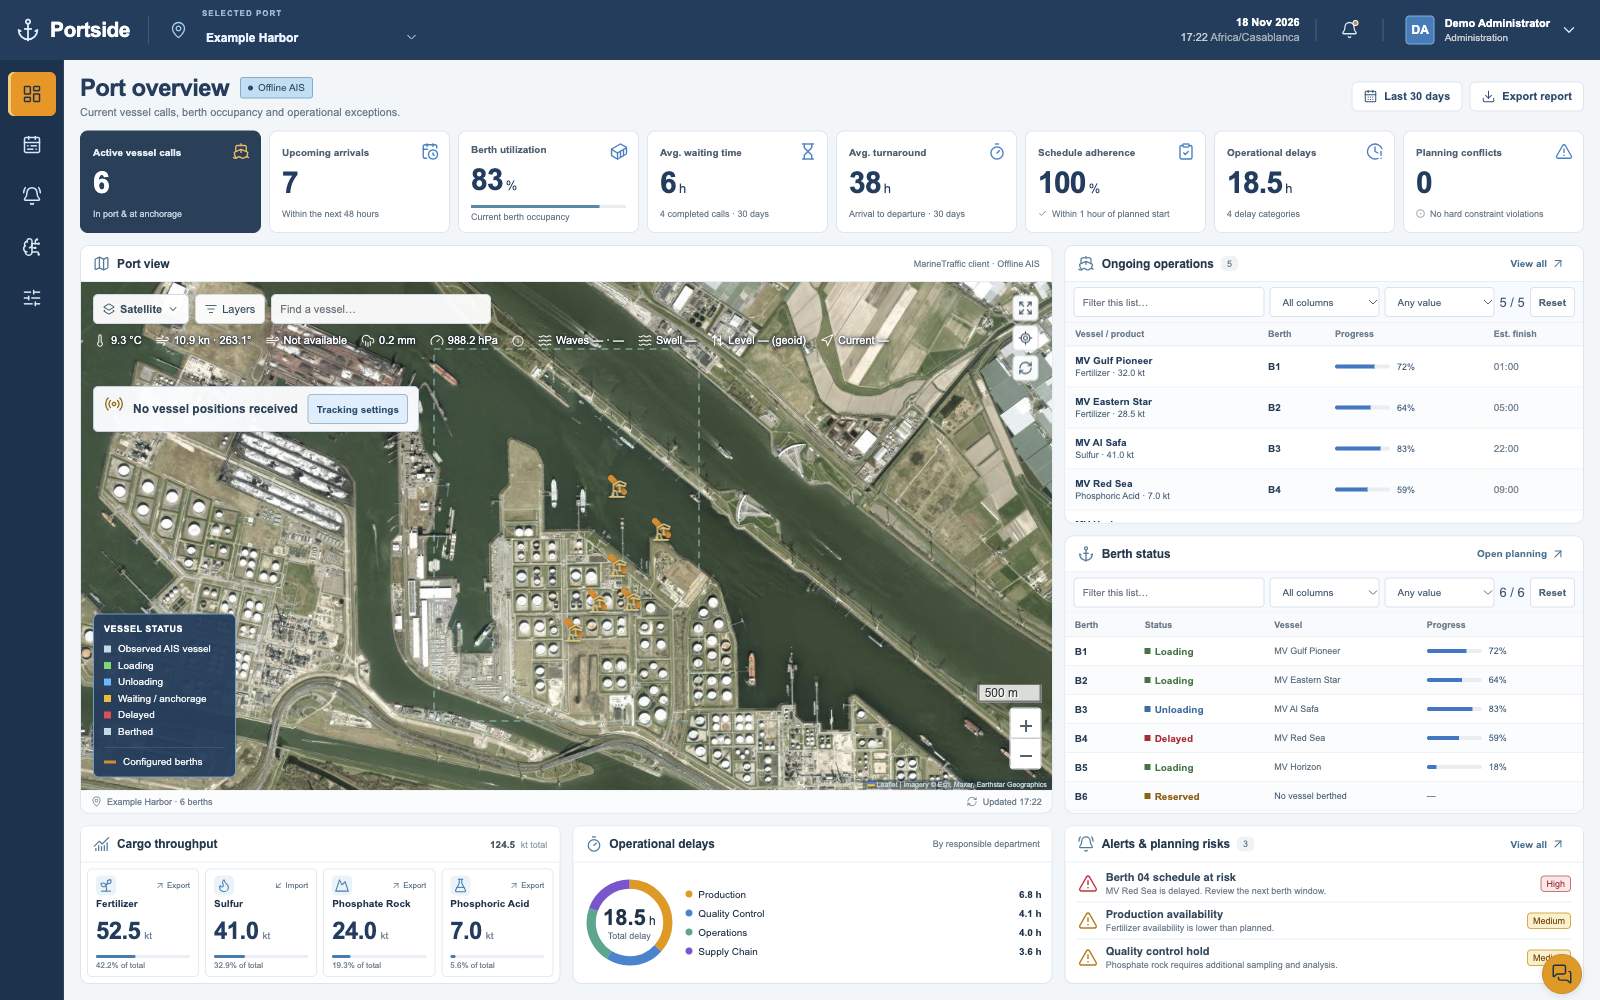 Portside
SELECTED PORT
Example Harbor
18 Nov 2026
17:22 Africa/Casablanca
DA
Demo Administrator
Administration
Port overview
Offline AIS
Current vessel calls, berth occupancy and operational exceptions.
Last 30 days
Export report
Active vessel calls
6
In port & at anchorage
Upcoming arrivals
7
Within the next 48 hours
Berth utilization
83 %
Current berth occupancy
Avg. waiting time
6 h
4 completed calls · 30 days
Avg. turnaround
38 h
Arrival to departure · 30 days
Schedule adherence
100 %
Within 1 hour of planned start
Operational delays
18.5 h
4 delay categories
Planning conflicts
0
No hard constraint violations
Port view
MarineTraffic client · Offline AIS
Satellite
Layers
Find a vessel...
9.3 °C
10.9 kn · 263.1°
Not available
0.2 mm
988.2 hPa
Waves — · —
Swell —
Level — (geoid)
Current —
No vessel positions received
Tracking settings
VESSEL STATUS
Observed AIS vessel
Loading
Unloading
Waiting / anchorage
Delayed
Berthed
Configured berths
500 m
+
−
Leaflet | Imagery © Esri, Maxar, Earthstar Geographics
Example Harbor · 6 berths
Updated 17:22
Ongoing operations 5
View all
Filter this list...
All columns
Any value
5 / 5
Reset
Vessel / product Berth Progress Est. finish
MV Gulf Pioneer
Fertilizer · 32.0 kt
B1 72% 01:00
MV Eastern Star
Fertilizer · 28.5 kt
B2 64% 05:00
MV Al Safa
Sulfur · 41.0 kt
B3 83% 22:00
MV Red Sea
Phosphoric Acid · 7.0 kt
B4 59% 09:00
Berth status
Open planning
Filter this list...
All columns
Any value
6 / 6
Reset
Berth Status Vessel Progress
B1 Loading MV Gulf Pioneer 72%
B2 Loading MV Eastern Star 64%
B3 Unloading MV Al Safa 83%
B4 Delayed MV Red Sea 59%
B5 Loading MV Horizon 18%
B6 Reserved No vessel berthed —
Cargo throughput
124.5 kt total
Export
Fertilizer
52.5 kt
42.2% of total
Import
Sulfur
41.0 kt
32.9% of total
Export
Phosphate Rock
24.0 kt
19.3% of total
Export
Phosphoric Acid
7.0 kt
5.6% of total
Operational delays
By responsible department
18.5 h
Total delay
Production 6.8 h
Quality Control 4.1 h
Operations 4.0 h
Supply Chain 3.6 h
Alerts & planning risks 3
View all
Berth 04 schedule at risk
MV Red Sea is delayed. Review the next berth window.
High
Production availability
Fertilizer availability is lower than planned.
Medium
Quality control hold
Phosphate rock requires additional sampling and analysis.